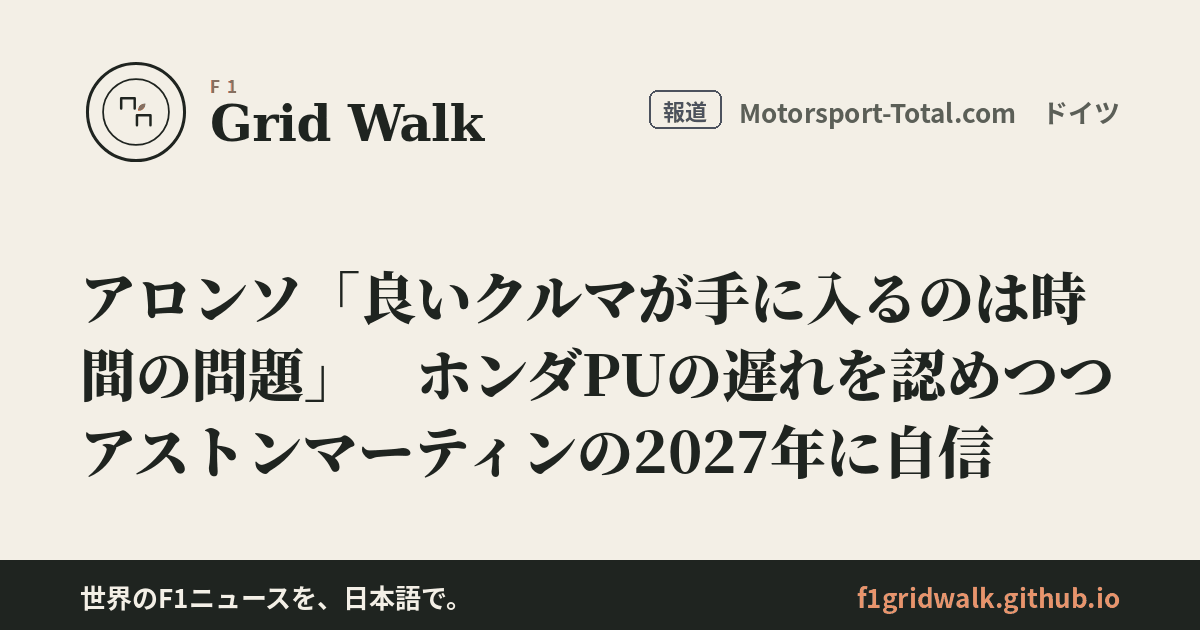 F1
Grid Walk
報道 Motorsport-Total.com ドイツ
アロンソ「良いクルマが手に入るのは時
間の問題」 ホンダPUの遅れを認めつつ
アストンマーティンの2027年に自信
世界のF1ニュースを、日本語で。
f1gridwalk.github.io